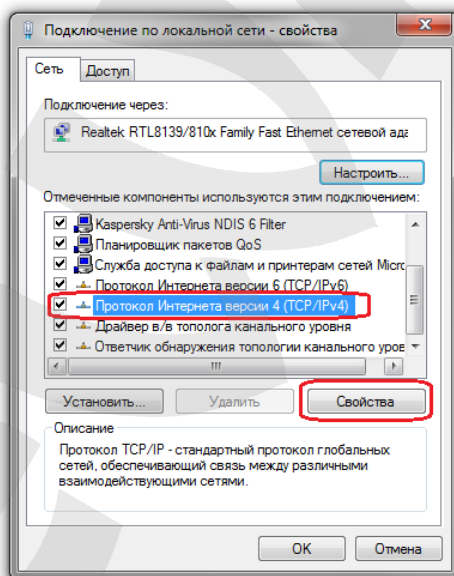 Подключение по локальной сети - свойства
Сеть
Доступ
Подключение через:
Realtek RTL8139/810x Family Fast Ethernet сетевой ада
Настроить...
Отмеченные компоненты используются этим подключением:
Kaspersky Anti-Virus NDIS 6 Filter
Планировщик пакетов QoS
Служба доступа к файлам и принтерам сетей Micro
Протокол Интернета версии 6 (TCP/IPv6)
Протокол Интернета версии 4 (TCP/IPv4)
Драйвер в/в тополога канального уровня
Ответчик обнаружения топологии канального уров
Установить...
Удалить
Свойства
Описание
Протокол TCP/IP - стандартный протокол глобальных
сетей, обеспечивающий связь между различными
взаимодействующими сетями.
OK
Отмена